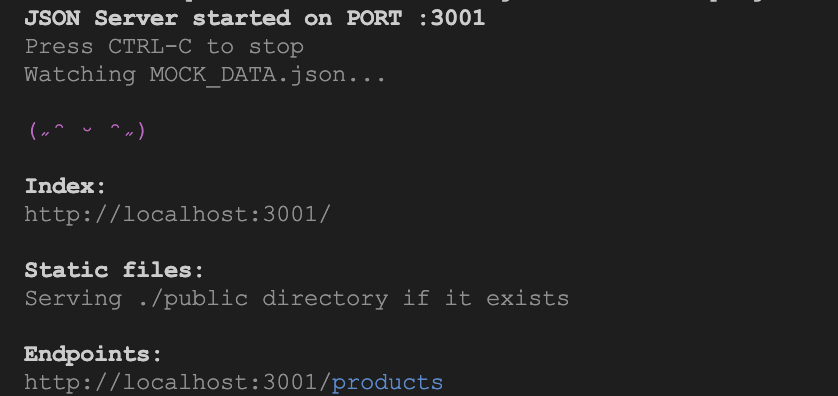 JSON Server started on PORT :3001
Press CTRL-C to stop
Watching MOCK_DATA.json...
(˶ᵔ ᵕ ᵔ˶)
Index:
http://localhost:3001/
Static files:
Serving ./public directory if it exists
Endpoints:
http://localhost:3001/products